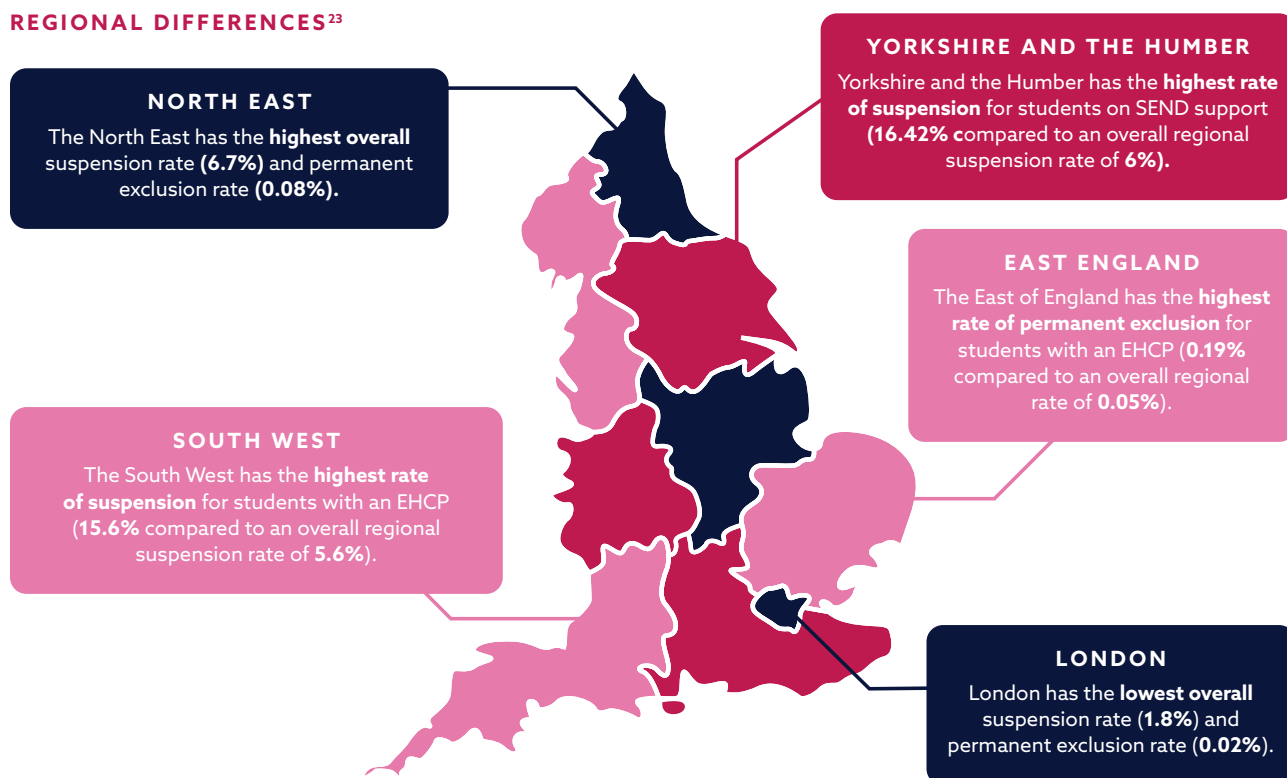 REGIONAL DIFFERENCES²³
NORTH EAST
The North East has the highest overall
suspension rate (6.7%) and permanent
exclusion rate (0.08%).
YORKSHIRE AND THE HUMBER
Yorkshire and the Humber has the highest rate
of suspension for students on SEND support
(16.42% compared to an overall regional
suspension rate of 6%).
EAST ENGLAND
The East of England has the highest
rate of permanent exclusion for
students with an EHCP (0.19%
compared to an overall regional
rate of 0.05%).
SOUTH WEST
The South West has the highest rate
of suspension for students with an EHCP
(15.6% compared to an overall regional
suspension rate of 5.6%).
LONDON
London has the lowest overall
suspension rate (1.8%) and
permanent exclusion rate (0.02%).